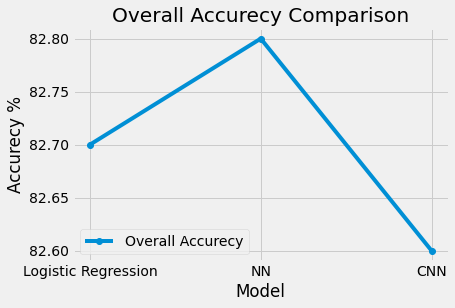 Overall Accurecy Comparison
Accurecy %
82.80
82.75
82.70
82.65
82.60
Overall Accurecy
Logistic Regression
NN
CNN
Model